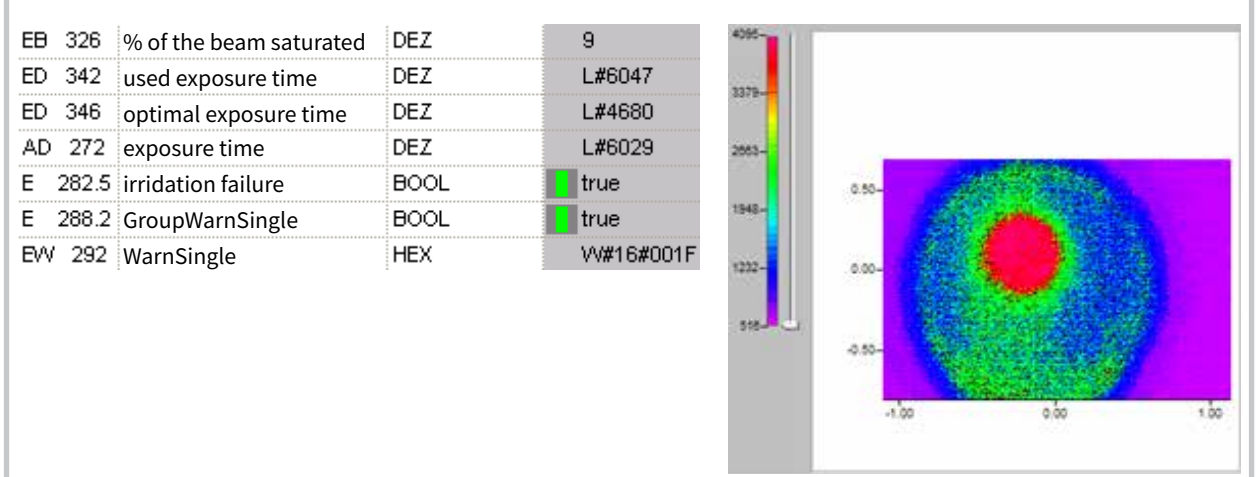 EB 326 % of the beam saturated DEZ 9
ED 342 used exposure time DEZ L#6047
ED 346 optimal exposure time DEZ L#4680
AD 272 exposure time DEZ L#6029
E 282.5 irridation failure BOOL true
E 288.2 GroupWarnSingle BOOL true
EW 292 WarnSingle HEX W#16#001F
4095
3379
2663
1948
1232
516
0.50
0.00
-0.50
-1.00 0.00 1.00